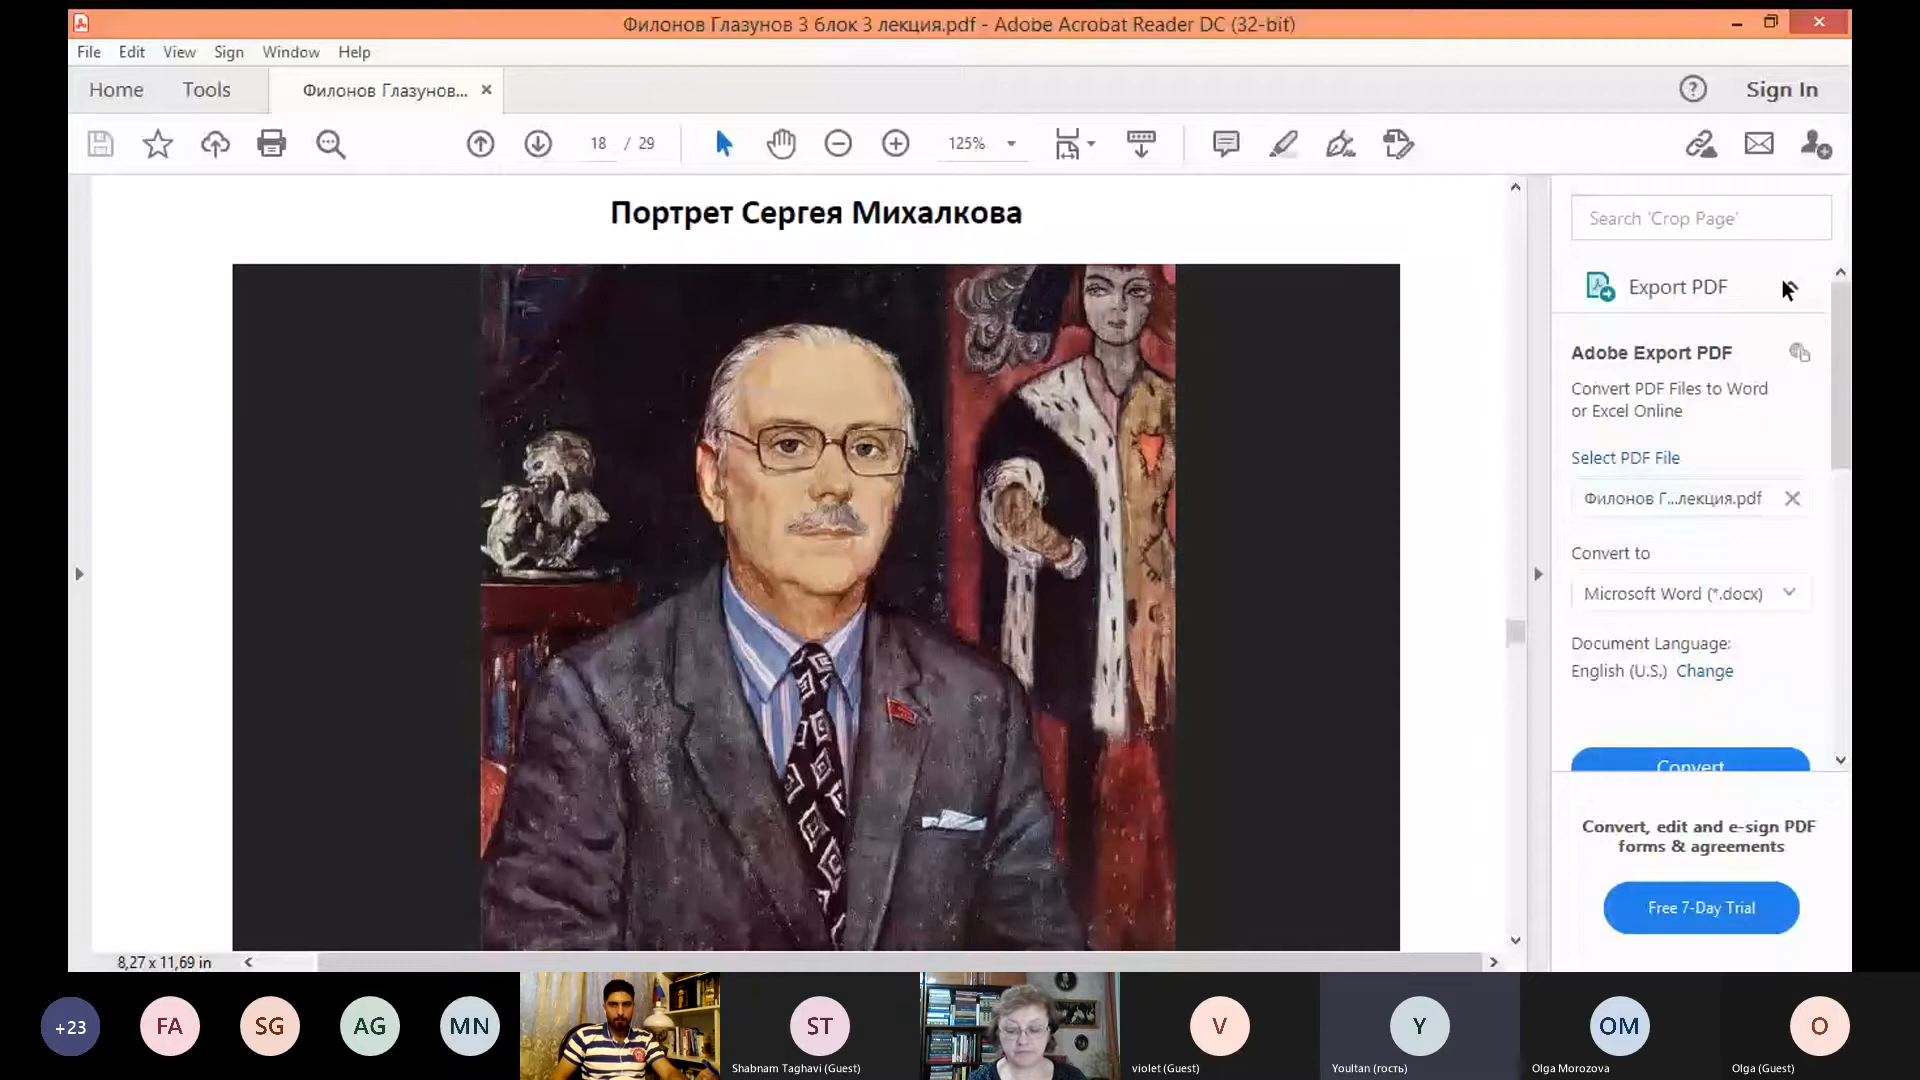 Филонов Глазунов 3 блок 3 лекция.pdf - Adobe Acrobat Reader DC (32-bit)
File Edit View Sign Window Help
Home Tools Филонов Глазунов... Sign In
18 / 29 125%
Портрет Сергея Михалкова
Search 'Crop Page'
Export PDF
Adobe Export PDF
Convert PDF Files to Word
or Excel Online
Select PDF File
Филонов Г...лекция.pdf
Convert to
Microsoft Word (*.docx)
Document Language:
English (U.S.) Change
Convert
Convert, edit and e-sign PDF
forms & agreements
Free 7-Day Trial
8,27 x 11,69 in
+23 FA SG AG MN ST V Y OM O
Shabnam Taghavi (Guest) violet (Guest) Youltan (гость) Olga Morozova Olga (Guest)